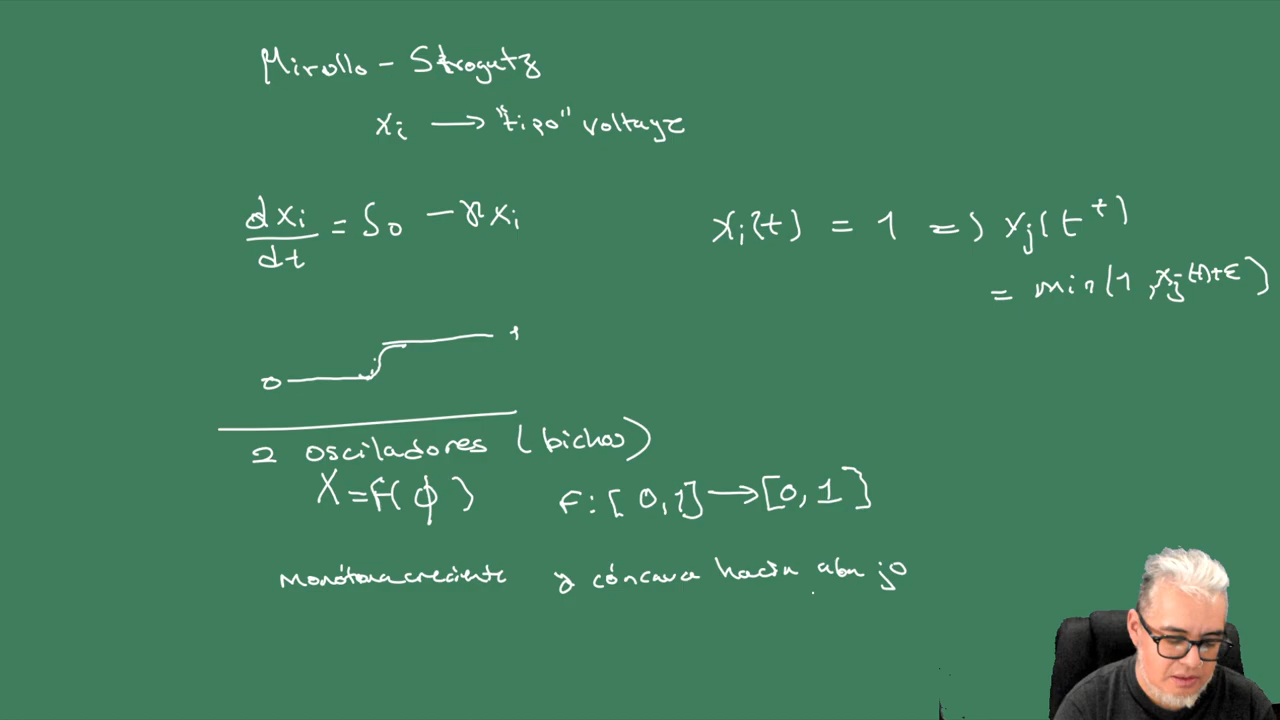 Mirollo - Strogatz
xi → "tipo" voltaje
dxi/dt = S0 - γxi
xi(t) = 1 => xj(t+)
= min(1, xj(t)+ε)
0 1
2 osciladores (bichos)
X=f(φ) f:[0,1]→[0,1]
monótona creciente y cóncava hacia abajo